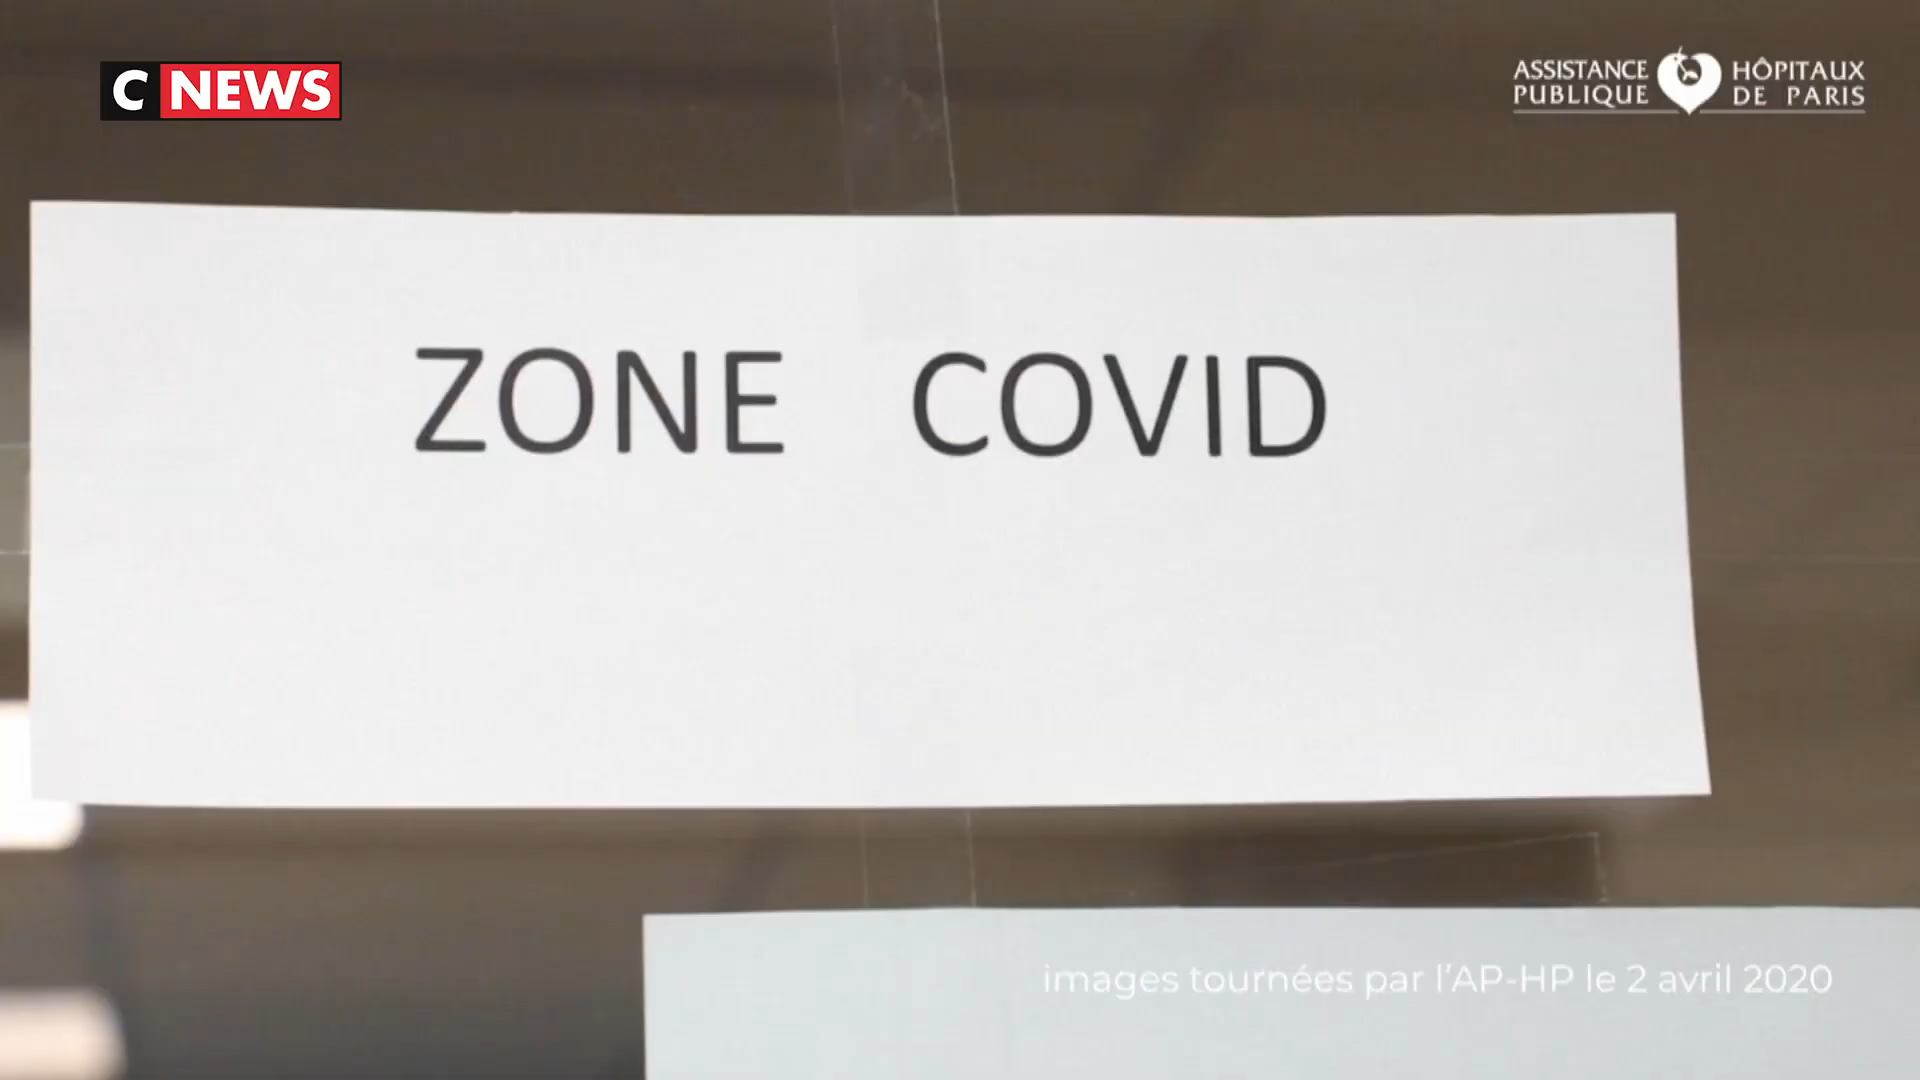 CNEWS
ASSISTANCE HÔPITAUX
PUBLIQUE DE PARIS
ZONE COVID
images tournées par l'AP-HP le 2 avril 2020